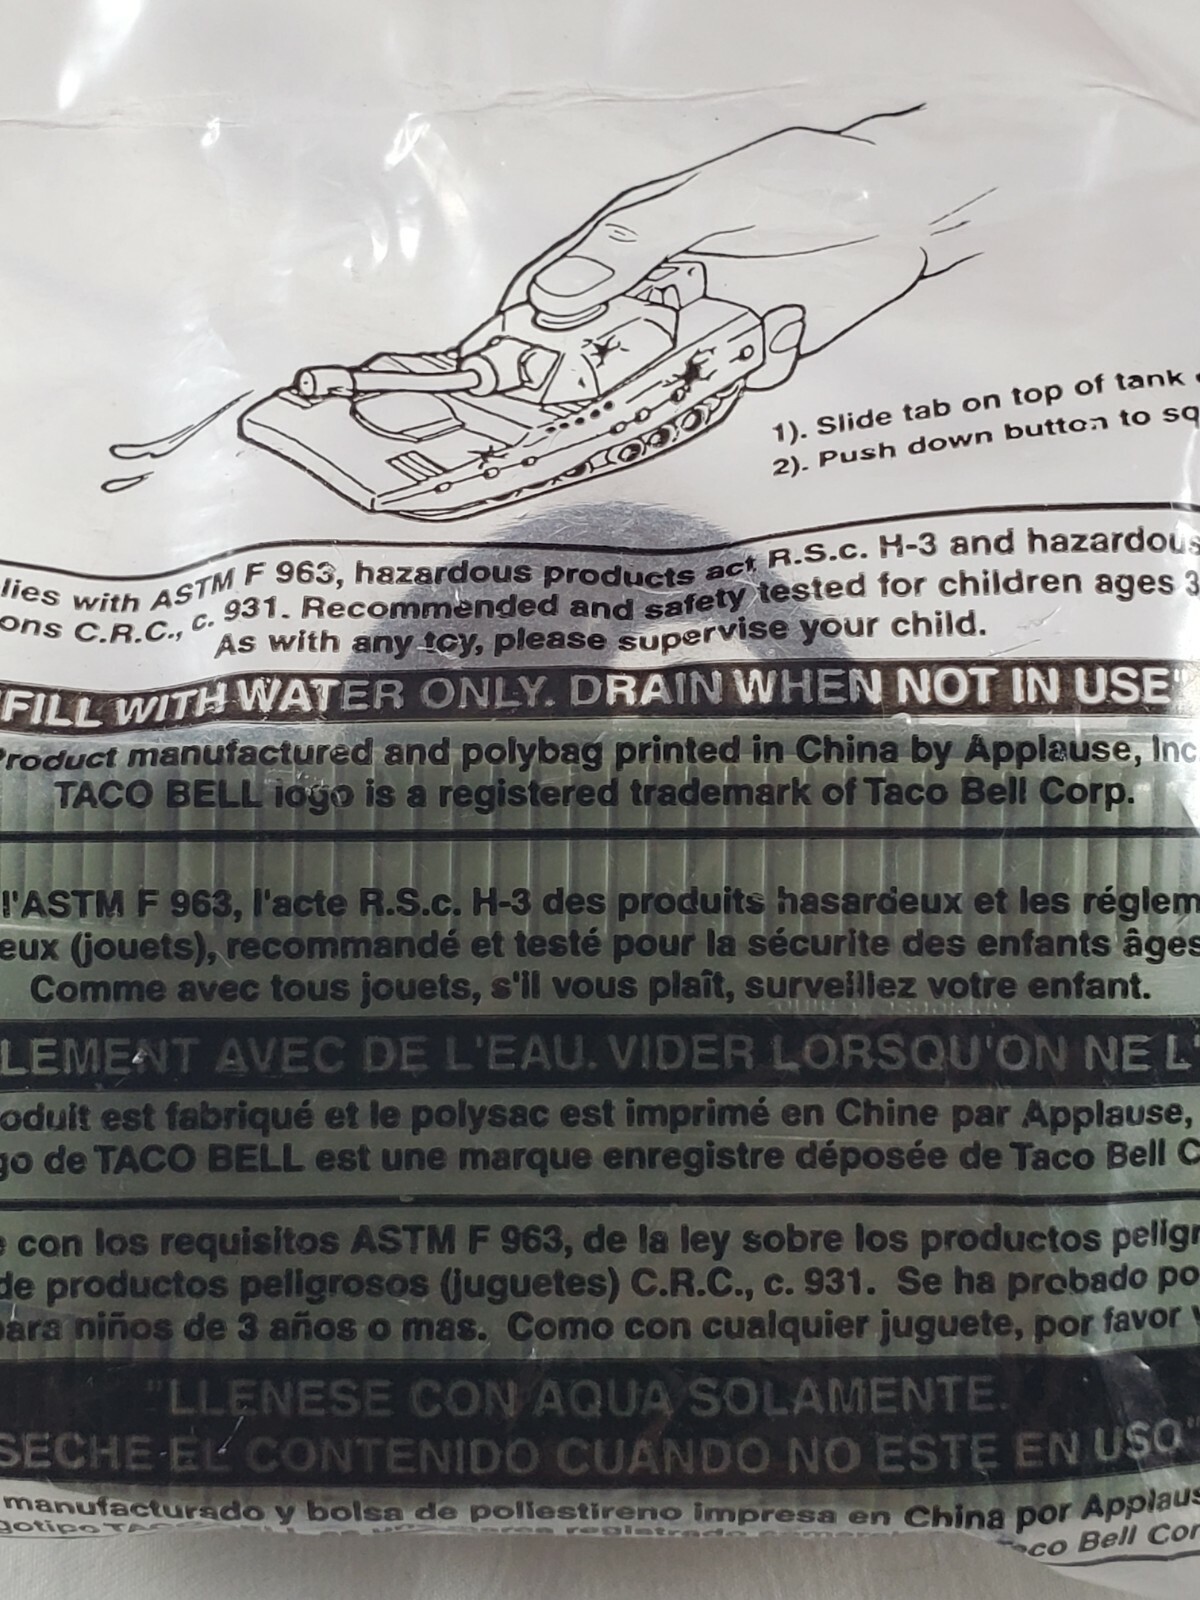 1). Slide tab on top of tank
2). Push down button to sq
lies with ASTM F 963, hazardous products act R.S.c. H-3 and hazardous
ons C.R.C., c. 931. Recommended and safety tested for children ages 3
As with any toy, please supervise your child.
"FILL WITH WATER ONLY. DRAIN WHEN NOT IN USE"
Product manufactured and polybag printed in China by Applause, Inc.
TACO BELL logo is a registered trademark of Taco Bell Corp.
l'ASTM F 963, l'acte R.S.c. H-3 des produits hasardeux et les réglem
eux (jouets), recommandé et testé pour la sécurite des enfants âges
Comme avec tous jouets, s'il vous plaît, surveillez votre enfant.
LEMENT AVEC DE L'EAU. VIDER LORSQU'ON NE L'
oduit est fabriqué et le polysac est imprimé en Chine par Applause,
go de TACO BELL est une marque enregistre déposée de Taco Bell C
e con los requisitos ASTM F 963, de la ley sobre los productos peligr
de productos peligrosos (juguetes) C.R.C., c. 931. Se ha probado po
para niños de 3 años o mas. Como con cualquier juguete, por favor v
"LLENESE CON AQUA SOLAMENTE.
SECHE EL CONTENIDO CUANDO NO ESTE EN USO"
manufacturado y bolsa de poliestireno impresa en China por Applaus
gotipo registrada Taco Bell Cor